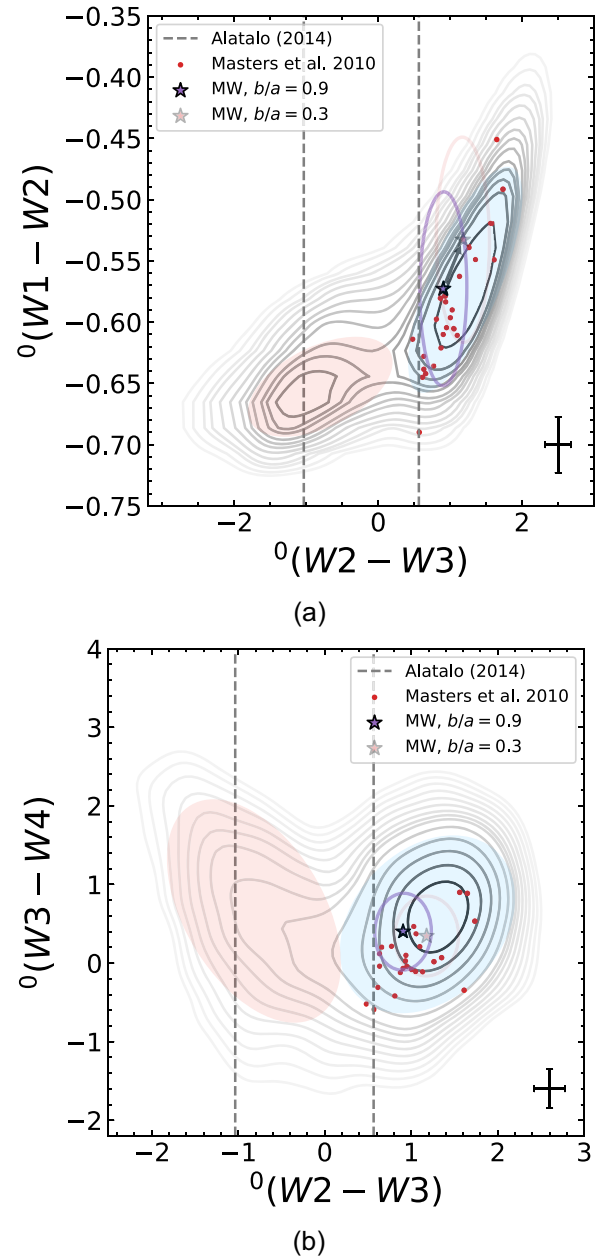 −0.35
−0.40
−0.45
−0.50
−0.55
−0.60
−0.65
−0.70
−0.75
⁰(W1 − W2)
Alatalo (2014)
Masters et al. 2010
MW, b/a = 0.9
MW, b/a = 0.3
−2 0 2
⁰(W2 − W3)
(a)
4
3
2
1
0
−1
−2
⁰(W3 − W4)
Alatalo (2014)
Masters et al. 2010
MW, b/a = 0.9
MW, b/a = 0.3
−2 −1 0 1 2 3
⁰(W2 − W3)
(b)